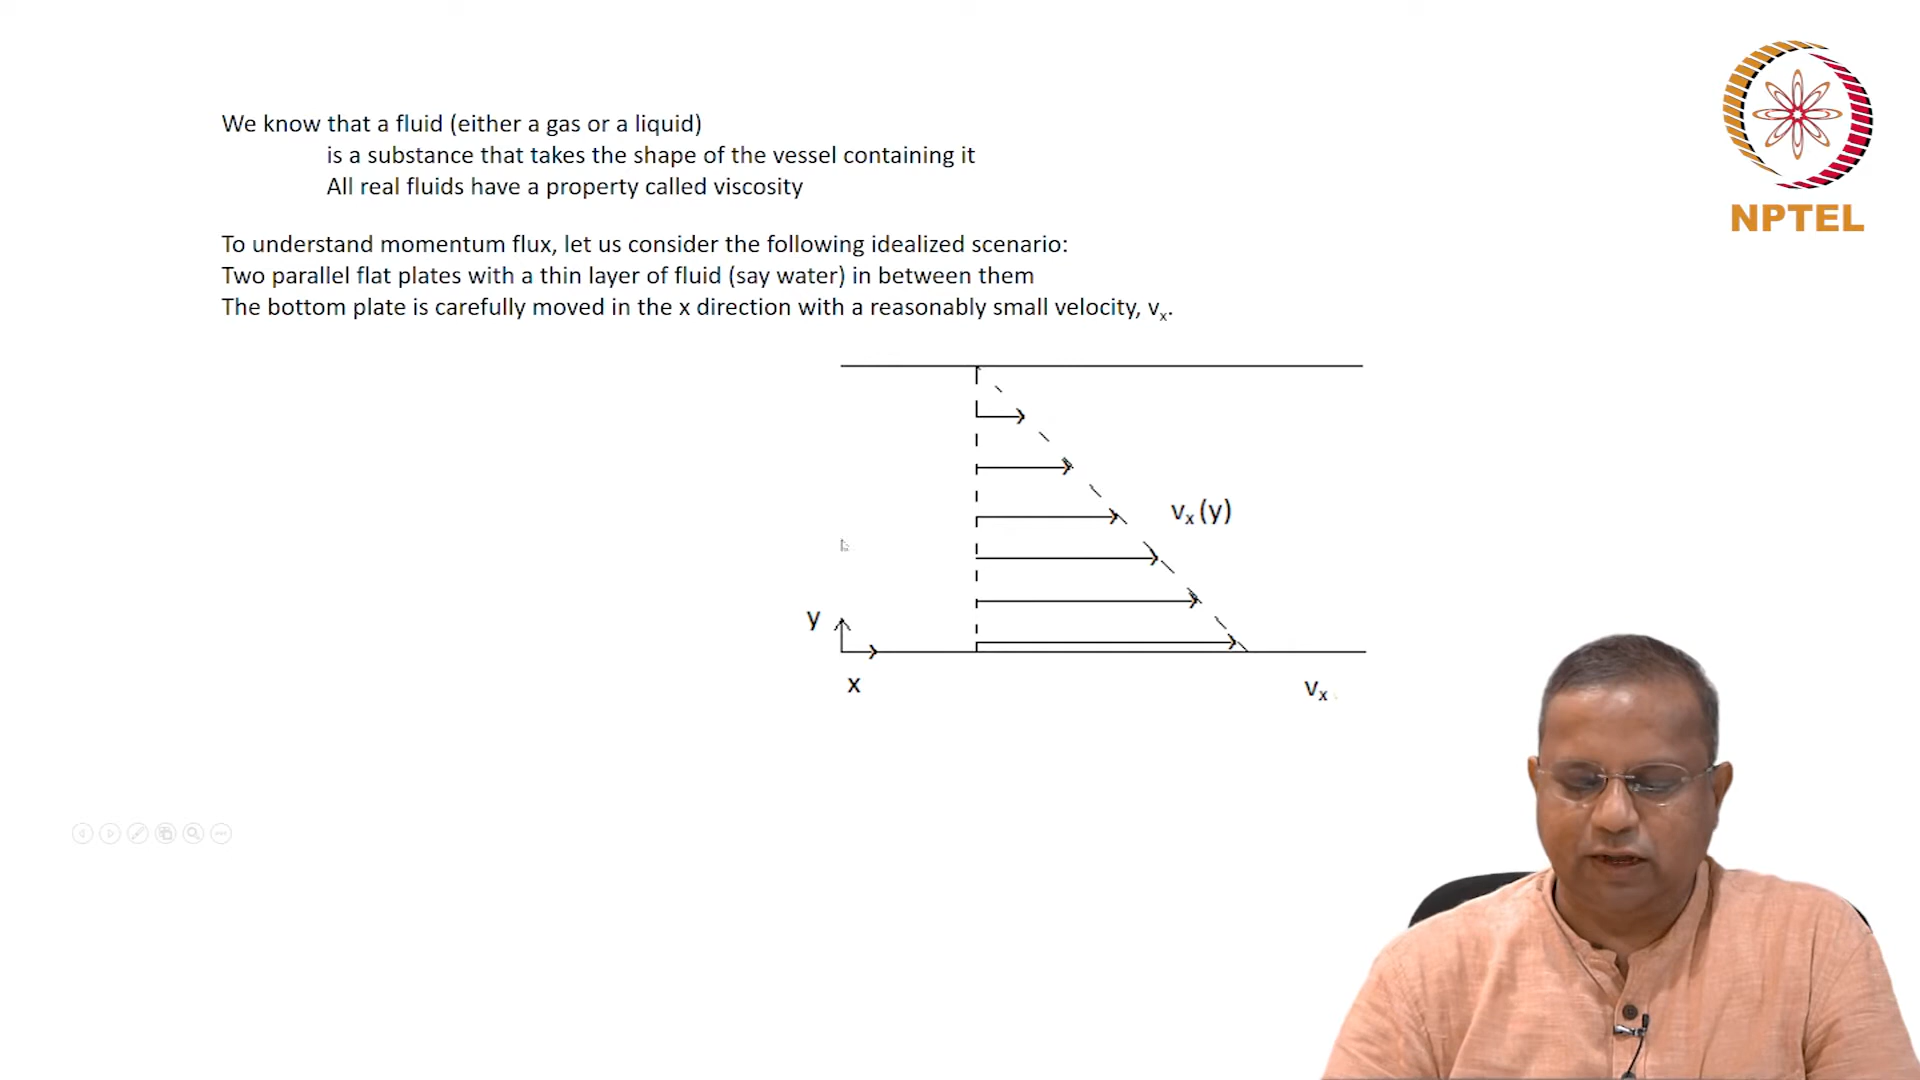 We know that a fluid (either a gas or a liquid)
is a substance that takes the shape of the vessel containing it
All real fluids have a property called viscosity
NPTEL
To understand momentum flux, let us consider the following idealized scenario:
Two parallel flat plates with a thin layer of fluid (say water) in between them
The bottom plate is carefully moved in the x direction with a reasonably small velocity, vₓ.
vₓ (y)
y
x
vₓ